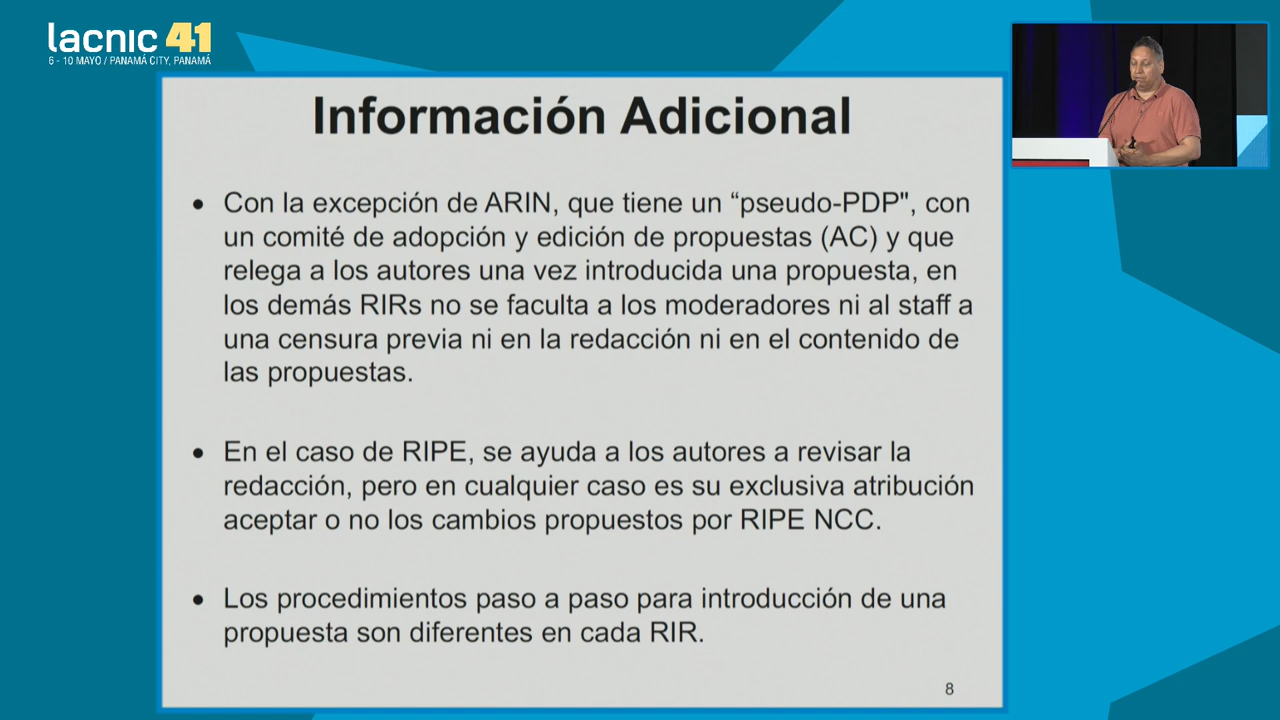 lacnic 41
6 - 10 MAYO / PANAMÁ CITY, PANAMÁ
Información Adicional
• Con la excepción de ARIN, que tiene un “pseudo-PDP", con
un comité de adopción y edición de propuestas (AC) y que
relega a los autores una vez introducida una propuesta, en
los demás RIRs no se faculta a los moderadores ni al staff a
una censura previa ni en la redacción ni en el contenido de
las propuestas.
• En el caso de RIPE, se ayuda a los autores a revisar la
redacción, pero en cualquier caso es su exclusiva atribución
aceptar o no los cambios propuestos por RIPE NCC.
• Los procedimientos paso a paso para introducción de una
propuesta son diferentes en cada RIR.
8